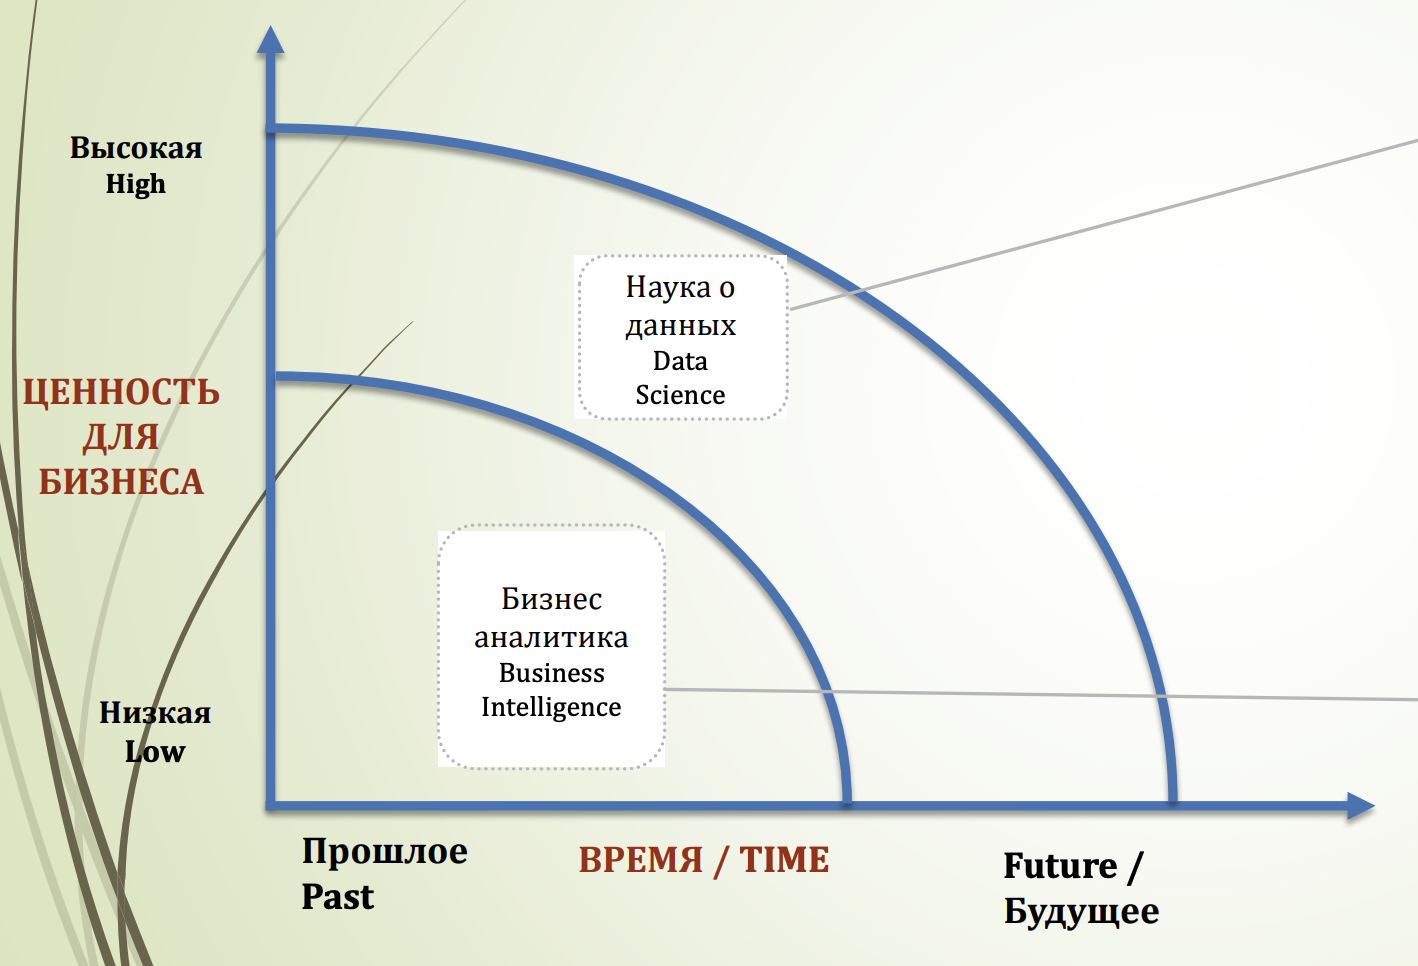 Высокая
High
Наука о
данных
Data
Science
ЦЕННОСТЬ
ДЛЯ
БИЗНЕСА
Бизнес
аналитика
Business
Intelligence
Низкая
Low
Прошлое
Past
ВРЕМЯ / TIME
Future /
Будущее